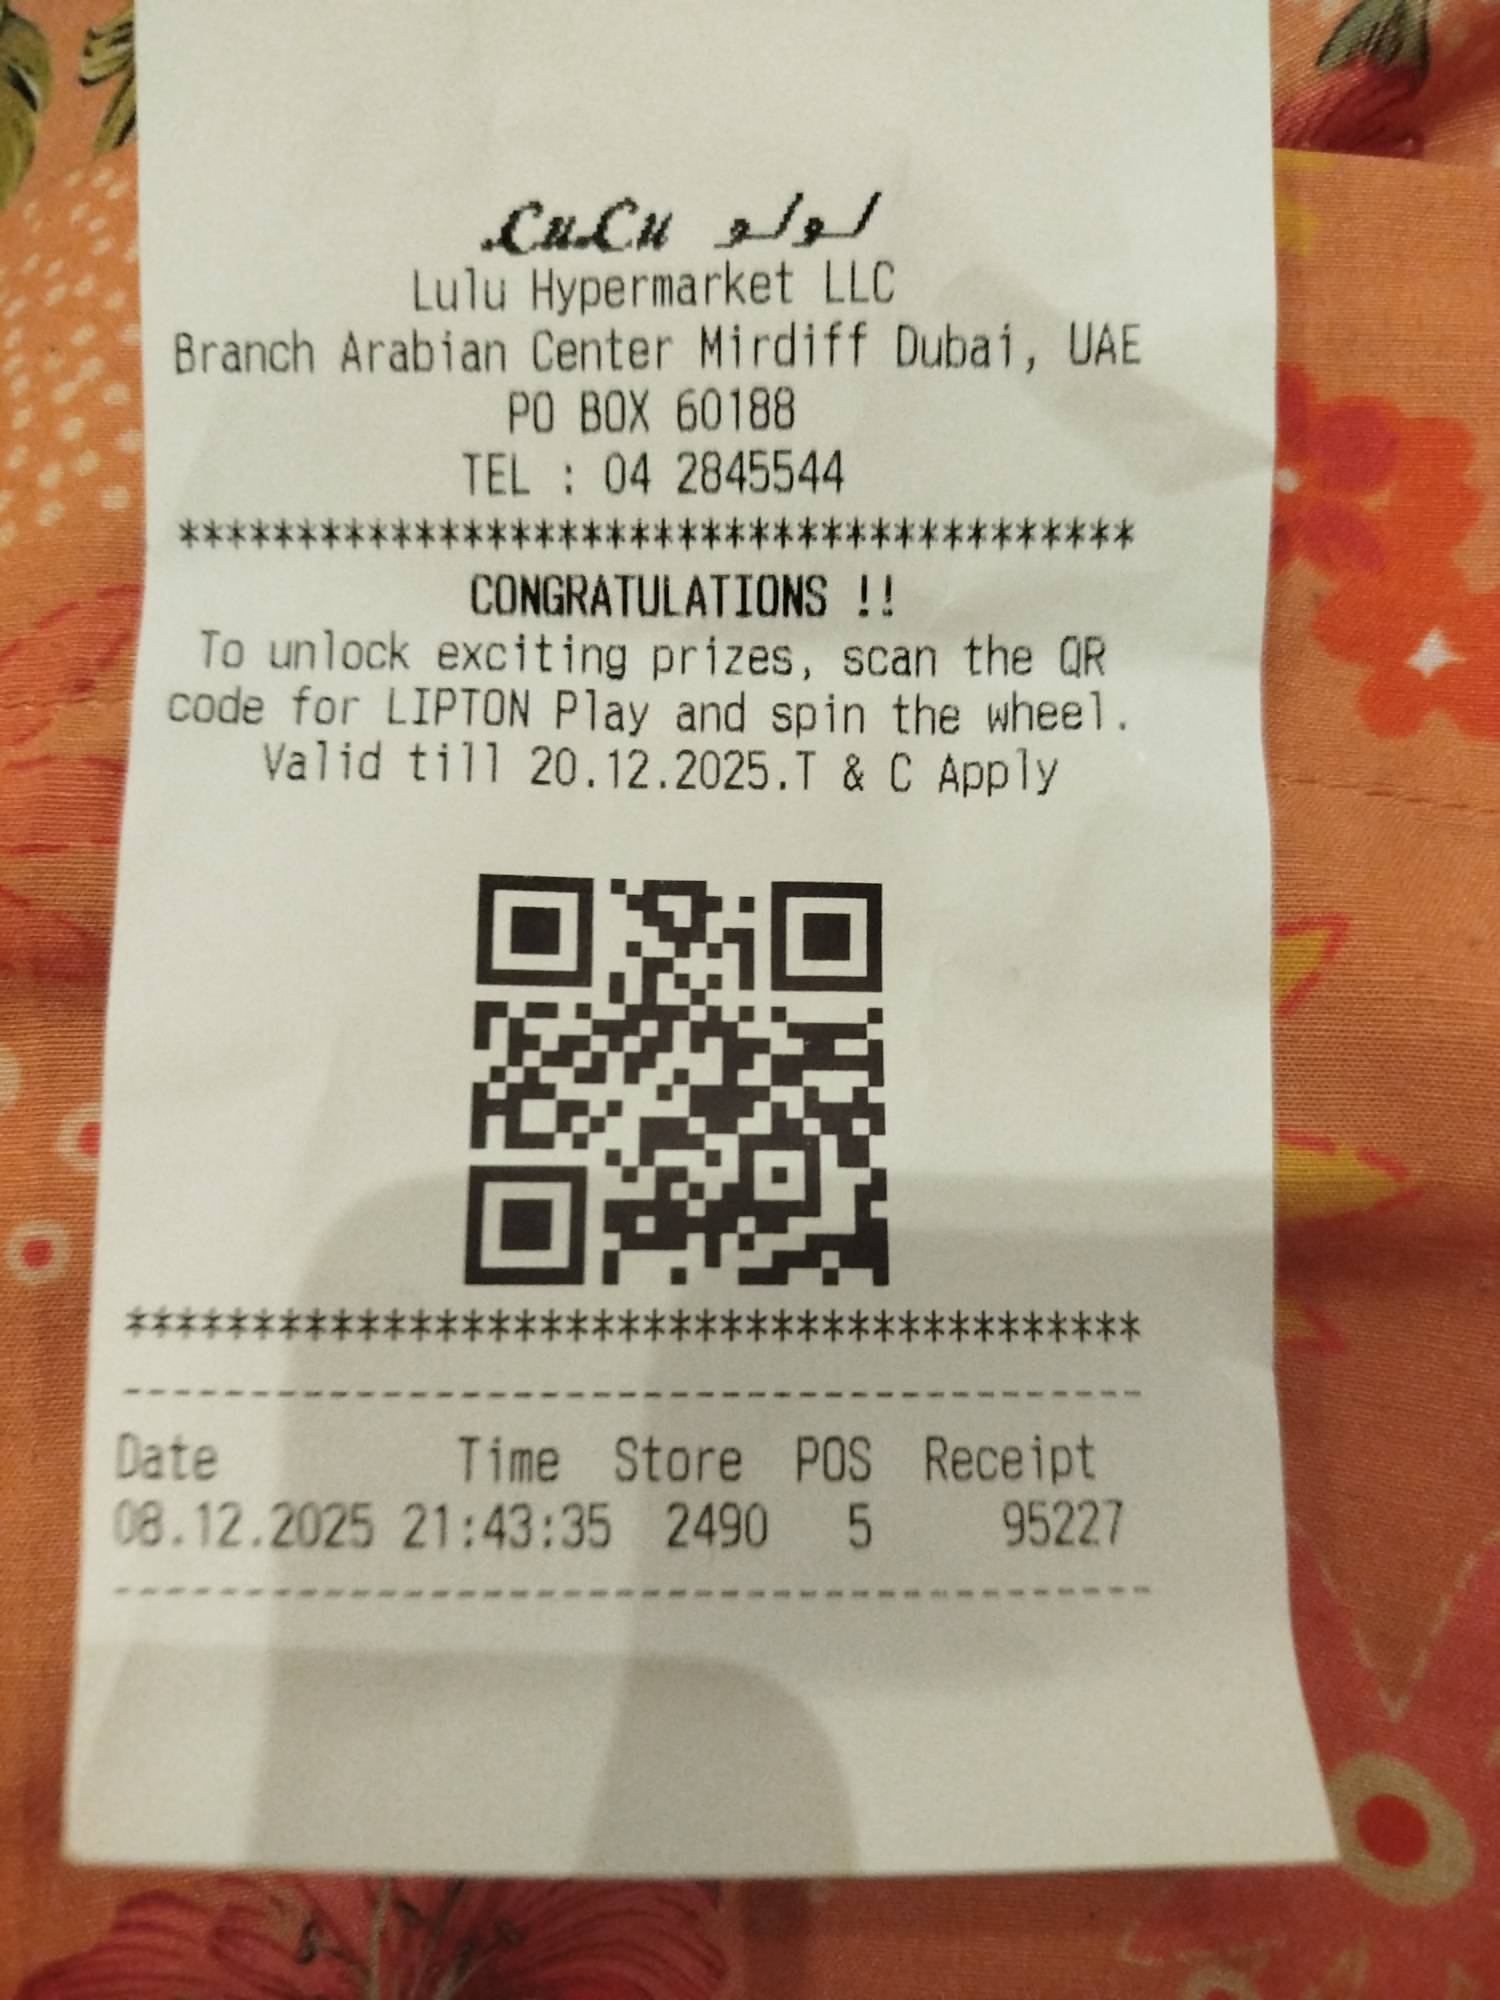 LuLu لولو
Lulu Hypermarket LLC
Branch Arabian Center Mirdiff Dubai, UAE
PO BOX 60188
TEL : 04 2845544
****************************************
CONGRATULATIONS !!
To unlock exciting prizes, scan the QR
code for LIPTON Play and spin the wheel.
Valid till 20.12.2025.T & C Apply
****************************************
----------------------------------------
Date Time Store POS Receipt
08.12.2025 21:43:35 2490 5 95227
----------------------------------------